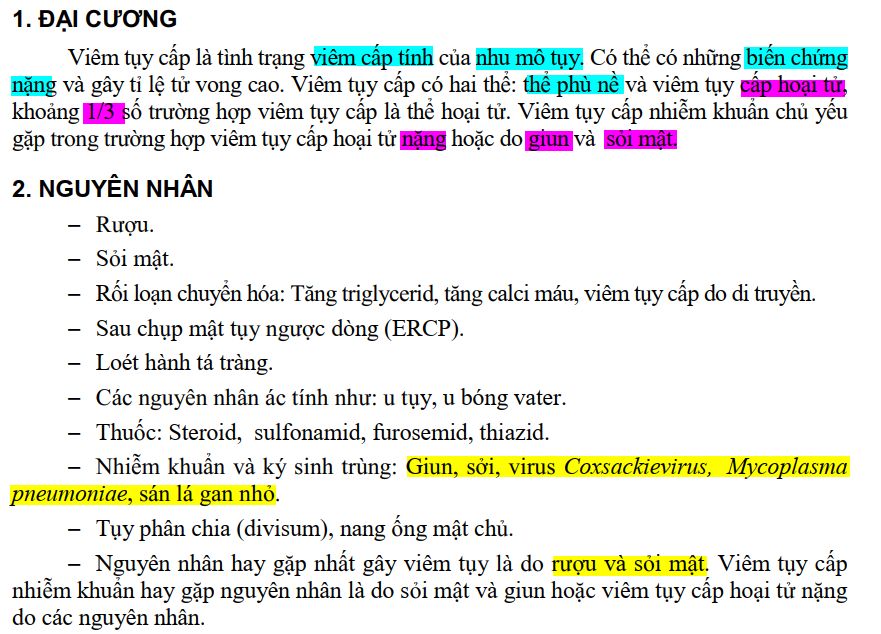 1. ĐẠI CƯƠNG
Viêm tụy cấp là tình trạng viêm cấp tính của nhu mô tụy. Có thể có những biến chứng
nặng và gây tỉ lệ tử vong cao. Viêm tụy cấp có hai thể: thể phù nề và viêm tụy cấp hoại tử,
khoảng 1/3 số trường hợp viêm tụy cấp là thể hoại tử. Viêm tụy cấp nhiễm khuẩn chủ yếu
gặp trong trường hợp viêm tụy cấp hoại tử nặng hoặc do giun và sỏi mật.
2. NGUYÊN NHÂN
– Rượu.
– Sỏi mật.
– Rối loạn chuyển hóa: Tăng triglycerid, tăng calci máu, viêm tụy cấp do di truyền.
– Sau chụp mật tụy ngược dòng (ERCP).
– Loét hành tá tràng.
– Các nguyên nhân ác tính như: u tụy, u bóng vater.
– Thuốc: Steroid, sulfonamid, furosemid, thiazid.
– Nhiễm khuẩn và ký sinh trùng: Giun, sởi, virus Coxsackievirus, Mycoplasma
pneumoniae, sán lá gan nhỏ.
– Tụy phân chia (divisum), nang ống mật chủ.
– Nguyên nhân hay gặp nhất gây viêm tụy là do rượu và sỏi mật. Viêm tụy cấp
nhiễm khuẩn hay gặp nguyên nhân là do sỏi mật và giun hoặc viêm tụy cấp hoại tử nặng
do các nguyên nhân.